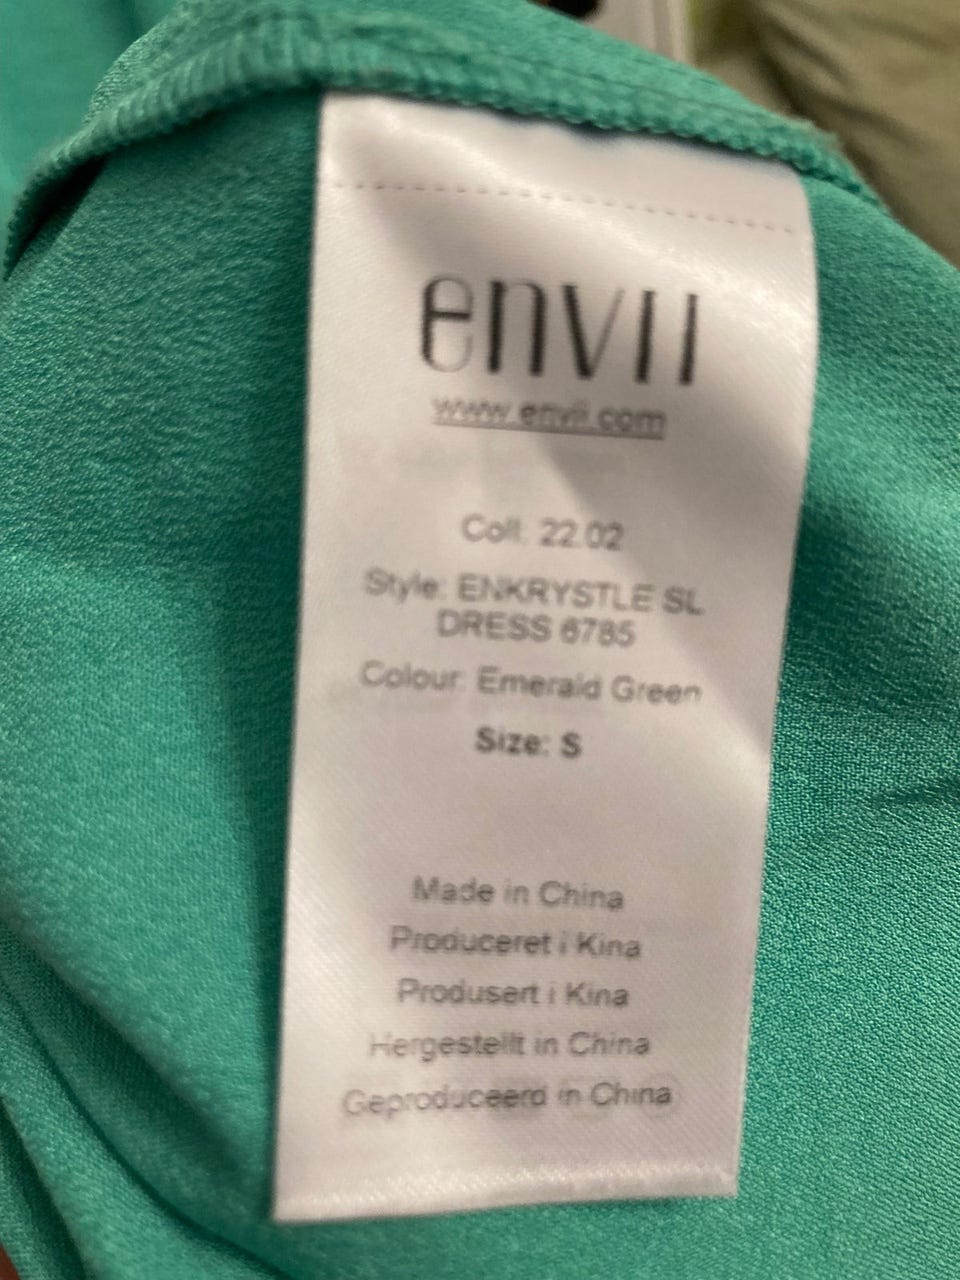 envii
www.envii.com
Coll: 22.02
Style: ENKRYSTLE SL
DRESS 6785
Colour: Emerald Green
Size: S
Made in China
Produceret i Kina
Produsert i Kina
Hergestellt in China
Geproduceerd in China